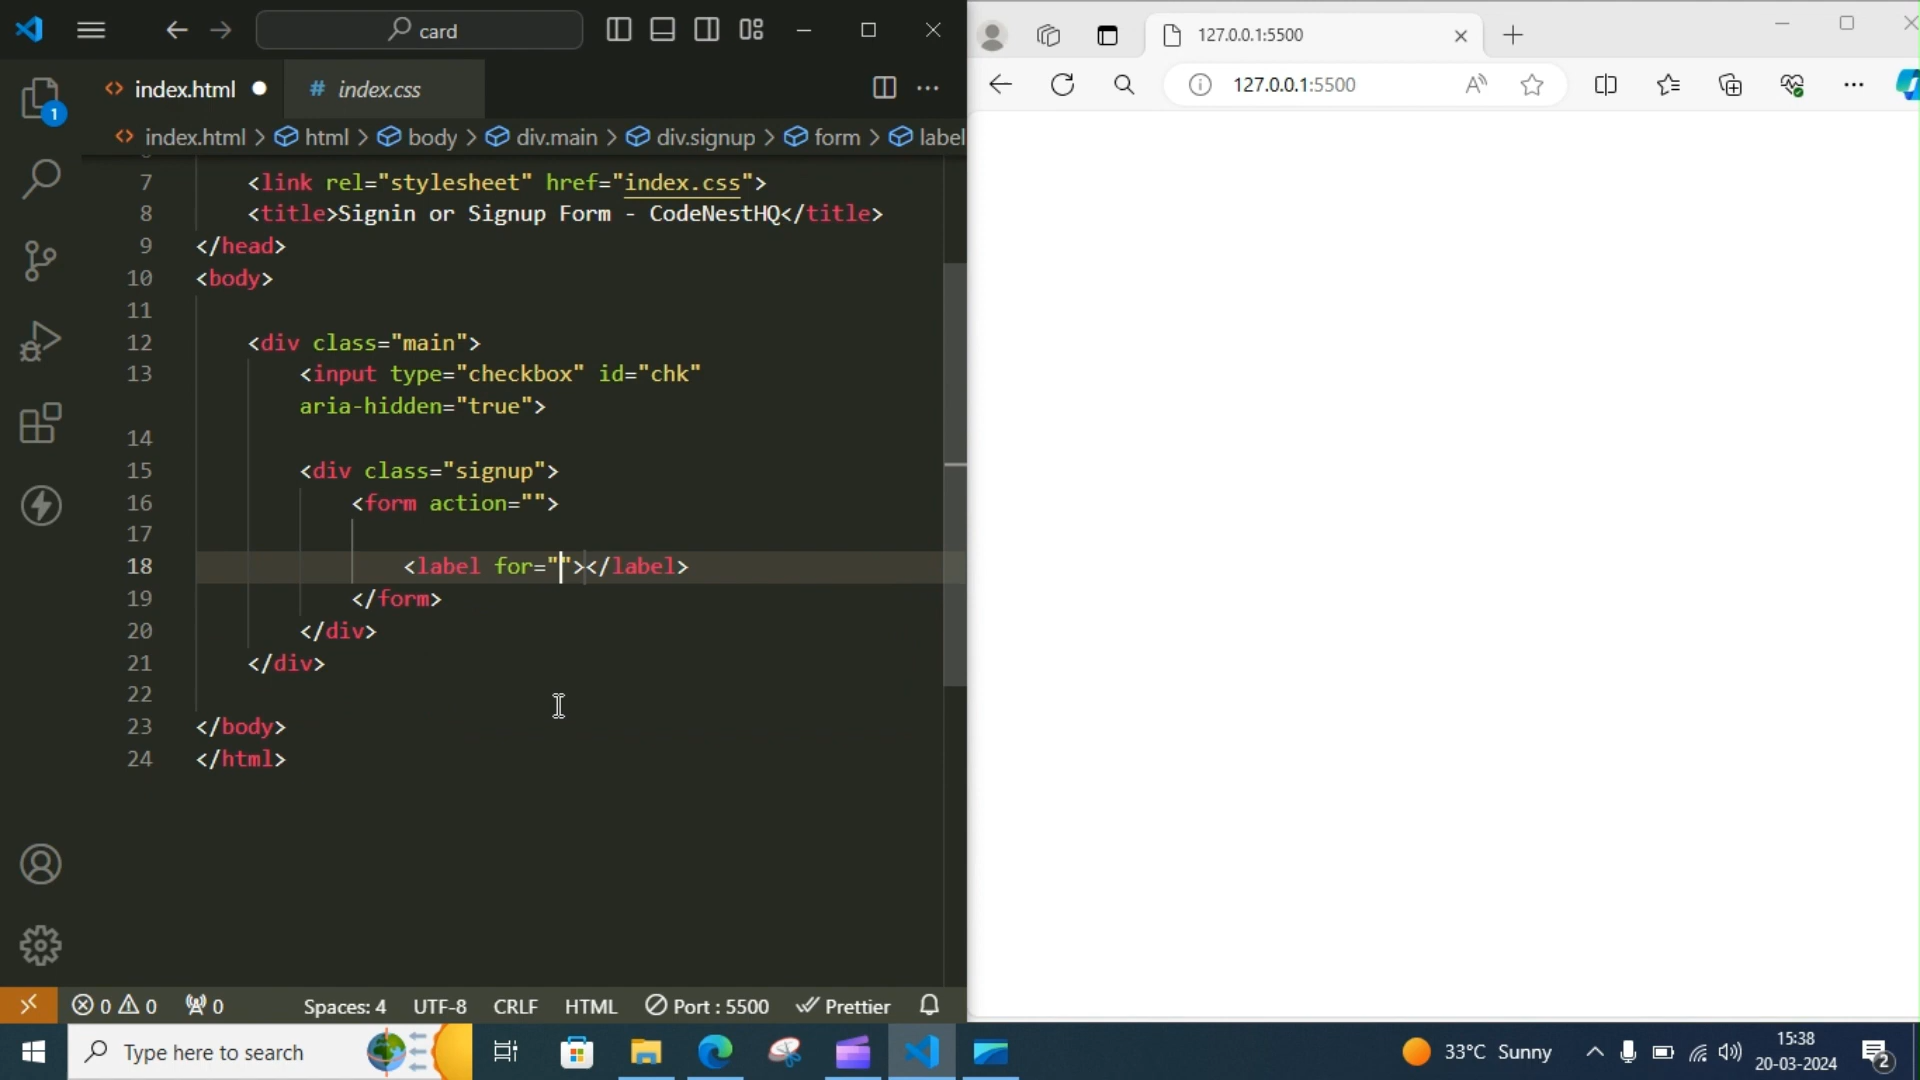 card
127.0.0.1:5500
index.html
# index.css
127.0.0.1:5500
index.html > html > body > div.main > div.signup > form > label
7 <link rel="stylesheet" href="index.css">
8 <title>Signin or Signup Form - CodeNestHQ</title>
9 </head>
10 <body>
11
12 <div class="main">
13 <input type="checkbox" id="chk"
aria-hidden="true">
14
15 <div class="signup">
16 <form action="">
17
18 <label for=""></label>
19 </form>
20 </div>
21 </div>
22
23 </body>
24 </html>
1
0 0 0 Spaces: 4 UTF-8 CRLF HTML Port : 5500 Prettier
Type here to search
33°C Sunny
15:38
20-03-2024
2